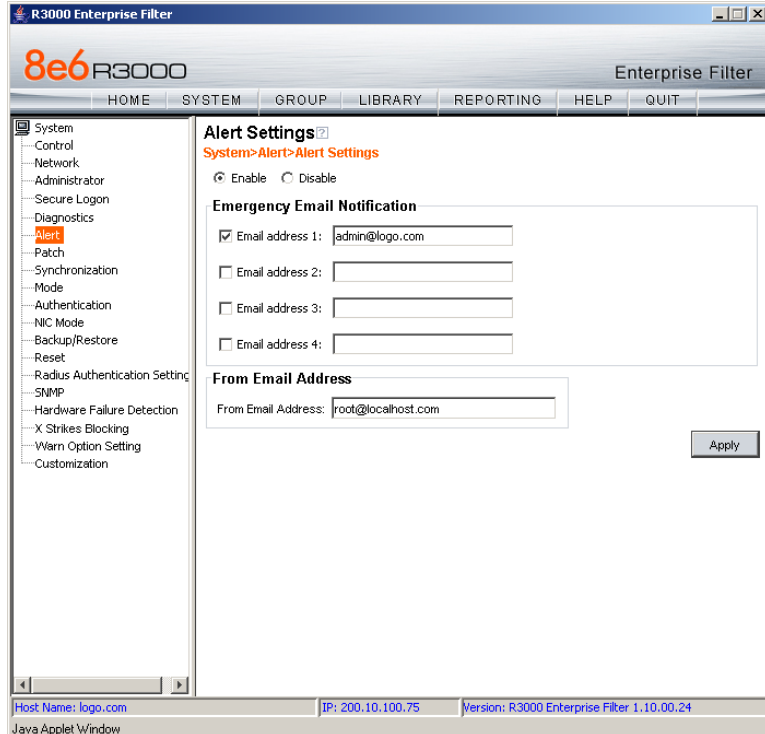 R3000 Enterprise Filter
8e6 R3000
Enterprise Filter
HOME SYSTEM GROUP LIBRARY REPORTING HELP QUIT
System
Control
Network
Administrator
Secure Logon
Diagnostics
Alert
Patch
Synchronization
Mode
Authentication
NIC Mode
Backup/Restore
Reset
Radius Authentication Setting
SNMP
Hardware Failure Detection
X Strikes Blocking
Warn Option Setting
Customization
Alert Settings ?
System>Alert>Alert Settings
Enable Disable
Emergency Email Notification
Email address 1: admin@logo.com
Email address 2:
Email address 3:
Email address 4:
From Email Address
From Email Address: root@localhost.com
Apply
Host Name: logo.com IP: 200.10.100.75 Version: R3000 Enterprise Filter 1.10.00.24
Java Applet Window